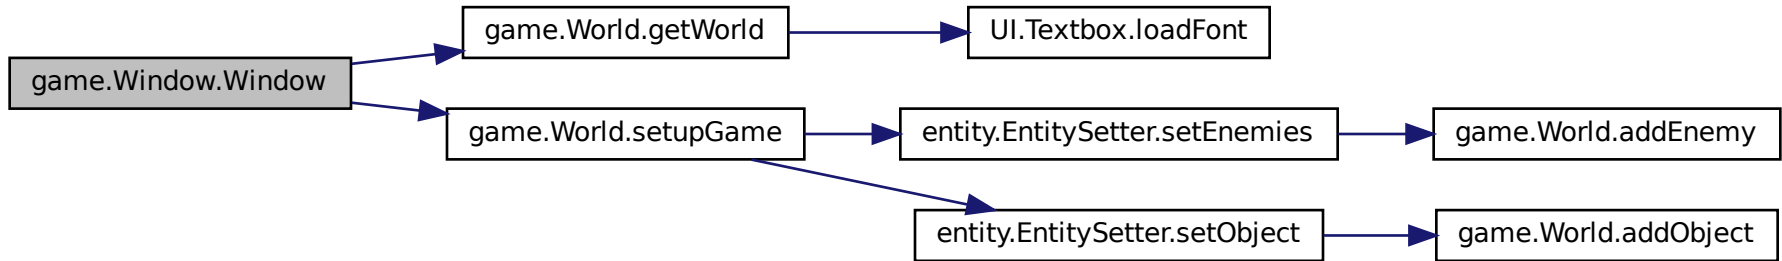 game.World.getWorld
UI.Textbox.loadFont
game.Window.Window
game.World.setupGame
entity.EntitySetter.setEnemies
game.World.addEnemy
entity.EntitySetter.setObject
game.World.addObject